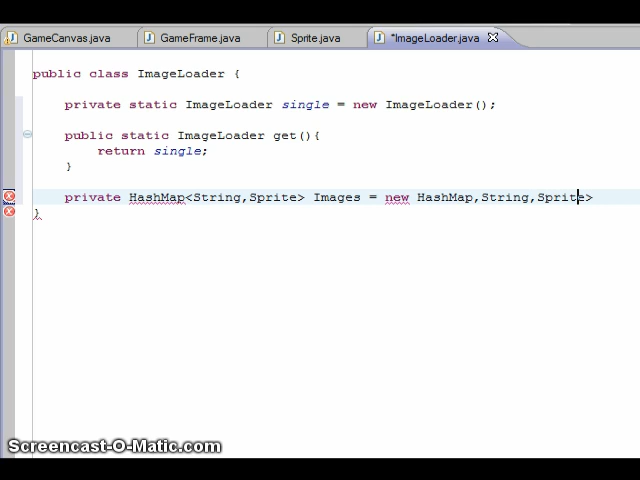 GameCanvas.java GameFrame.java Sprite.java *ImageLoader.java
public class ImageLoader {
private static ImageLoader single = new ImageLoader();
public static ImageLoader get(){
return single;
}
private HashMap<String,Sprite> Images = new HashMap,String,Sprite>
}
Screencast-O-Matic.com